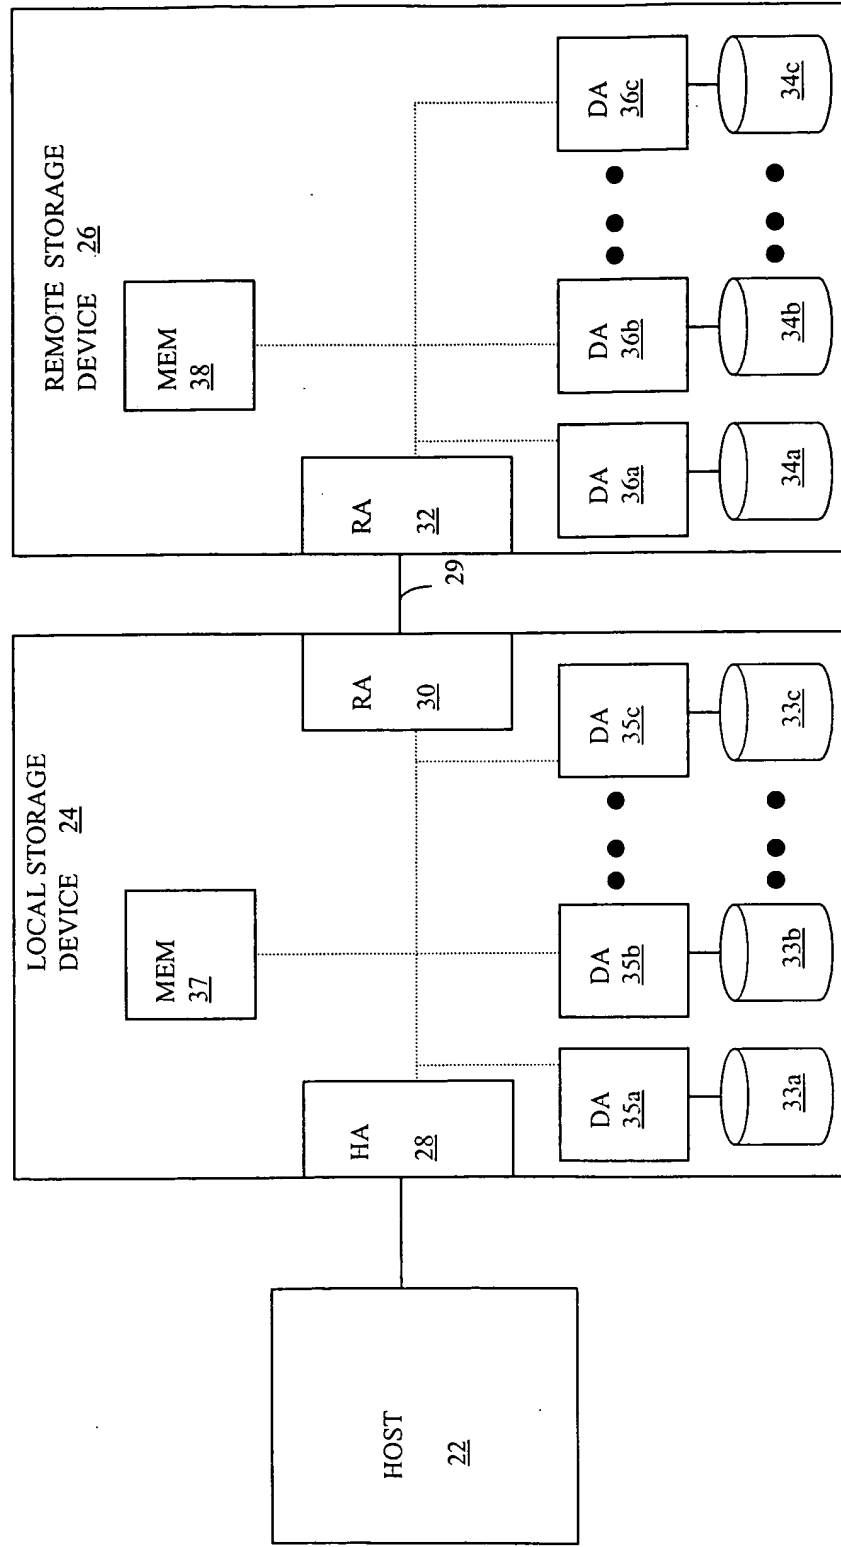 HOST
22
LOCAL STORAGE
DEVICE 24
MEM
37
HA
28
RA
30
DA
35a
DA
35b
DA
35c
33a
33b
33c
29
REMOTE STORAGE
DEVICE 26
MEM
38
RA
32
DA
36a
DA
36b
DA
36c
34a
34b
34c